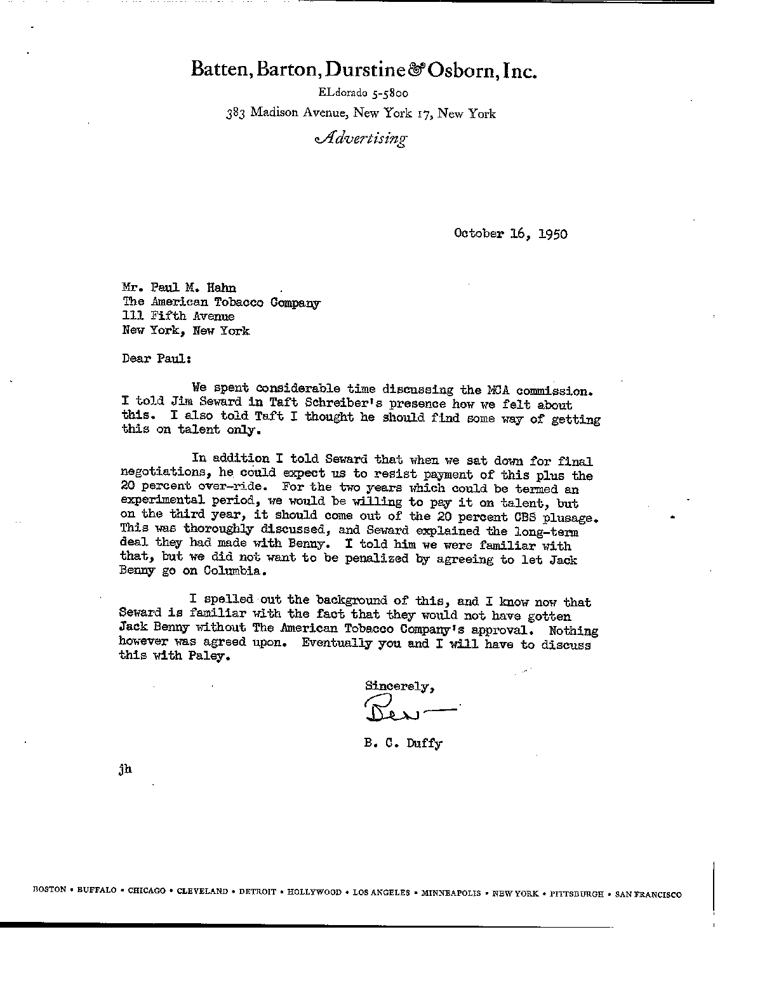 Batten, Barton, Durstine & Osborn, Inc.
ELdorado 5-5800
383 Madison Avenue, New York 17, New York
Advertising
October 16, 1950
Mr. Paul M. Hahn
The American Tobacco Company
111 Fifth Avenue
New York, New York
Dear Paul:
We spent considerable time discussing the MCA commission.
I told Jim Seward in Taft Schreiber's presence how we felt about
this. I also told Taft I thought he should find some way of getting
this on talent only.
In addition I told Seward that when we sat down for final
negotiations, he could expect us to resist payment of this plus the
20 percent over-ride. For the two years which could be termed an
experimental period, we would be willing to pay it on talent, but
on the third year, it should come out of the 20 percent CBS plusage.
This was thoroughly discussed, and Seward explained the long-term
deal they had made with Benny. I told him we were familiar with
that, but we did not want to be penalized by agreeing to let Jack
Benny go on Columbia.
I spelled out the background of this, and I know now that
Seward is familiar with the fact that they would not have gotten
Jack Benny without The American Tobacco Company's approval. Nothing
however was agreed upon. Eventually you and I will have to discuss
this with Paley.
Sincerely,
Ben
B. C. Duffy
jh
BOSTON • BUFFALO • CHICAGO • CLEVELAND • DETROIT • HOLLYWOOD • LOS ANGELES • MINNEAPOLIS • NEW YORK • PITTSBURGH • SAN FRANCISCO